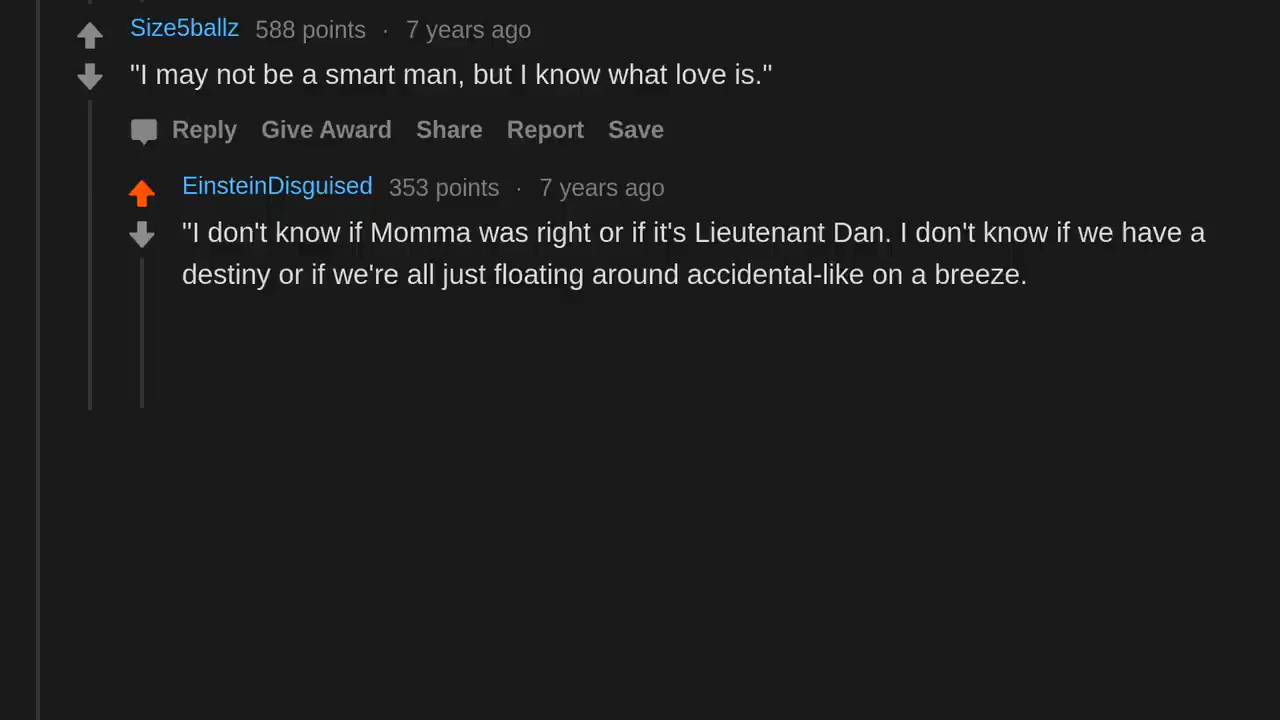 Size5ballz 588 points · 7 years ago
"I may not be a smart man, but I know what love is."
Reply Give Award Share Report Save
EinsteinDisguised 353 points · 7 years ago
"I don't know if Momma was right or if it's Lieutenant Dan. I don't know if we have a
destiny or if we're all just floating around accidental-like on a breeze.